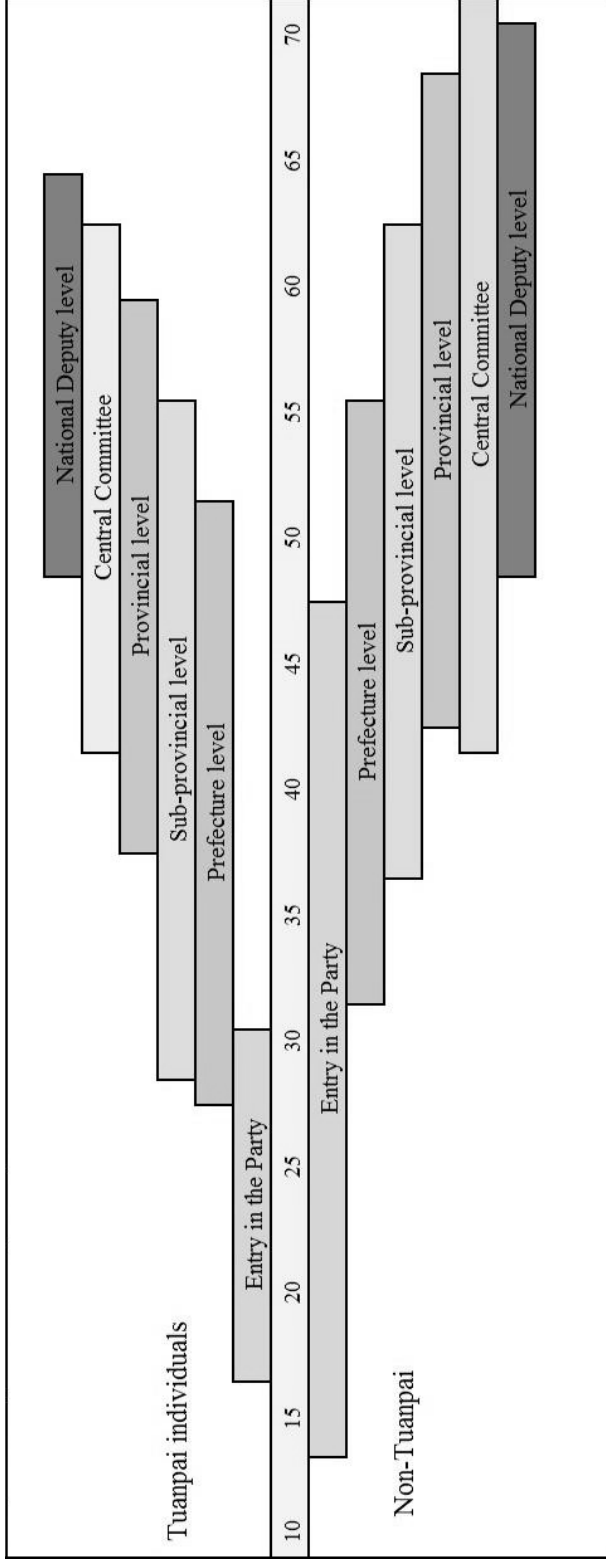 National Deputy level
Central Committee
Provincial level
Sub-provincial level
Prefecture level
Entry in the Party
Tuanpai individuals
10 15 20 25 30 35 40 45 50 55 60 65 70
Entry in the Party
Prefecture level
Sub-provincial level
Provincial level
Central Committee
National Deputy level
Non-Tuanpai